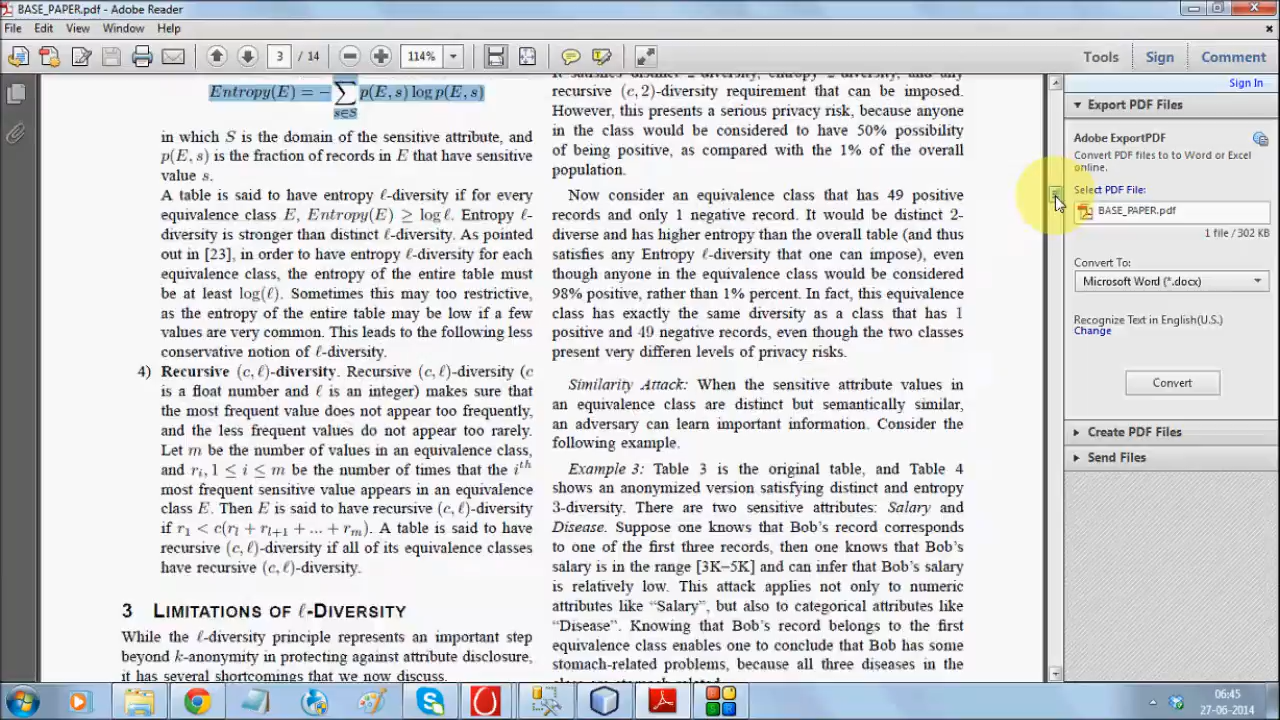 BASE_PAPER.pdf - Adobe Reader
File Edit View Window Help
3 / 14
114%
Tools Sign Comment
Entropy(E) = − ∑ p(E, s) log p(E, s)
s∈S
in which S is the domain of the sensitive attribute, and
p(E, s) is the fraction of records in E that have sensitive
value s.
A table is said to have entropy ℓ-diversity if for every
equivalence class E, Entropy(E) ≥ log ℓ. Entropy ℓ-
diversity is stronger than distinct ℓ-diversity. As pointed
out in [23], in order to have entropy ℓ-diversity for each
equivalence class, the entropy of the entire table must
be at least log(ℓ). Sometimes this may too restrictive,
as the entropy of the entire table may be low if a few
values are very common. This leads to the following less
conservative notion of ℓ-diversity.
4) Recursive (c, ℓ)-diversity. Recursive (c, ℓ)-diversity (c
is a float number and ℓ is an integer) makes sure that
the most frequent value does not appear too frequently,
and the less frequent values do not appear too rarely.
Let m be the number of values in an equivalence class,
and rᵢ, 1 ≤ i ≤ m be the number of times that the iᵗʰ
most frequent sensitive value appears in an equivalence
class E. Then E is said to have recursive (c, ℓ)-diversity
if r₁ < c(rₗ + rₗ₊₁ + ... + rₘ). A table is said to have
recursive (c, ℓ)-diversity if all of its equivalence classes
have recursive (c, ℓ)-diversity.
3 LIMITATIONS OF ℓ-DIVERSITY
While the ℓ-diversity principle represents an important step
beyond k-anonymity in protecting against attribute disclosure,
it has several shortcomings that we now discuss.
recursive (c, 2)-diversity requirement that can be imposed.
However, this presents a serious privacy risk, because anyone
in the class would be considered to have 50% possibility
of being positive, as compared with the 1% of the overall
population.
Now consider an equivalence class that has 49 positive
records and only 1 negative record. It would be distinct 2-
diverse and has higher entropy than the overall table (and thus
satisfies any Entropy ℓ-diversity that one can impose), even
though anyone in the equivalence class would be considered
98% positive, rather than 1% percent. In fact, this equivalence
class has exactly the same diversity as a class that has 1
positive and 49 negative records, even though the two classes
present very differen levels of privacy risks.
Similarity Attack: When the sensitive attribute values in
an equivalence class are distinct but semantically similar,
an adversary can learn important information. Consider the
following example.
Example 3: Table 3 is the original table, and Table 4
shows an anonymized version satisfying distinct and entropy
3-diversity. There are two sensitive attributes: Salary and
Disease. Suppose one knows that Bob's record corresponds
to one of the first three records, then one knows that Bob's
salary is in the range [3K–5K] and can infer that Bob's salary
is relatively low. This attack applies not only to numeric
attributes like “Salary”, but also to categorical attributes like
“Disease”. Knowing that Bob's record belongs to the first
equivalence class enables one to conclude that Bob has some
stomach-related problems, because all three diseases in the
Sign In
Export PDF Files
Adobe ExportPDF
Convert PDF files to to Word or Excel
online.
Select PDF File:
BASE_PAPER.pdf
1 file / 302 KB
Convert To:
Microsoft Word (*.docx)
Recognize Text in English(U.S.)
Change
Convert
Create PDF Files
Send Files
06:45
27-06-2014